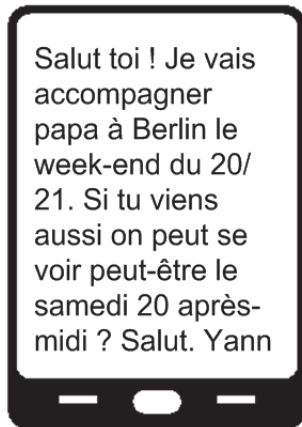 Salut toi ! Je vais
accompagner
papa à Berlin le
week-end du 20/
21. Si tu viens
aussi on peut se
voir peut-être le
samedi 20 après-
midi ? Salut. Yann